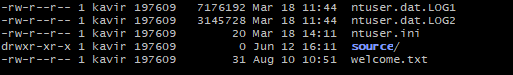 -rw-r--r-- 1 kavir 197609  7176192 Mar 18 11:44  ntuser.dat.LOG1
-rw-r--r-- 1 kavir 197609  3145728 Mar 18 11:44  ntuser.dat.LOG2
-rw-r--r-- 1 kavir 197609       20 Mar 18 14:11  ntuser.ini
drwxr-xr-x 1 kavir 197609        0 Jun 12 16:11  source/
-rw-r--r-- 1 kavir 197609       31 Aug 10 10:51  welcome.txt